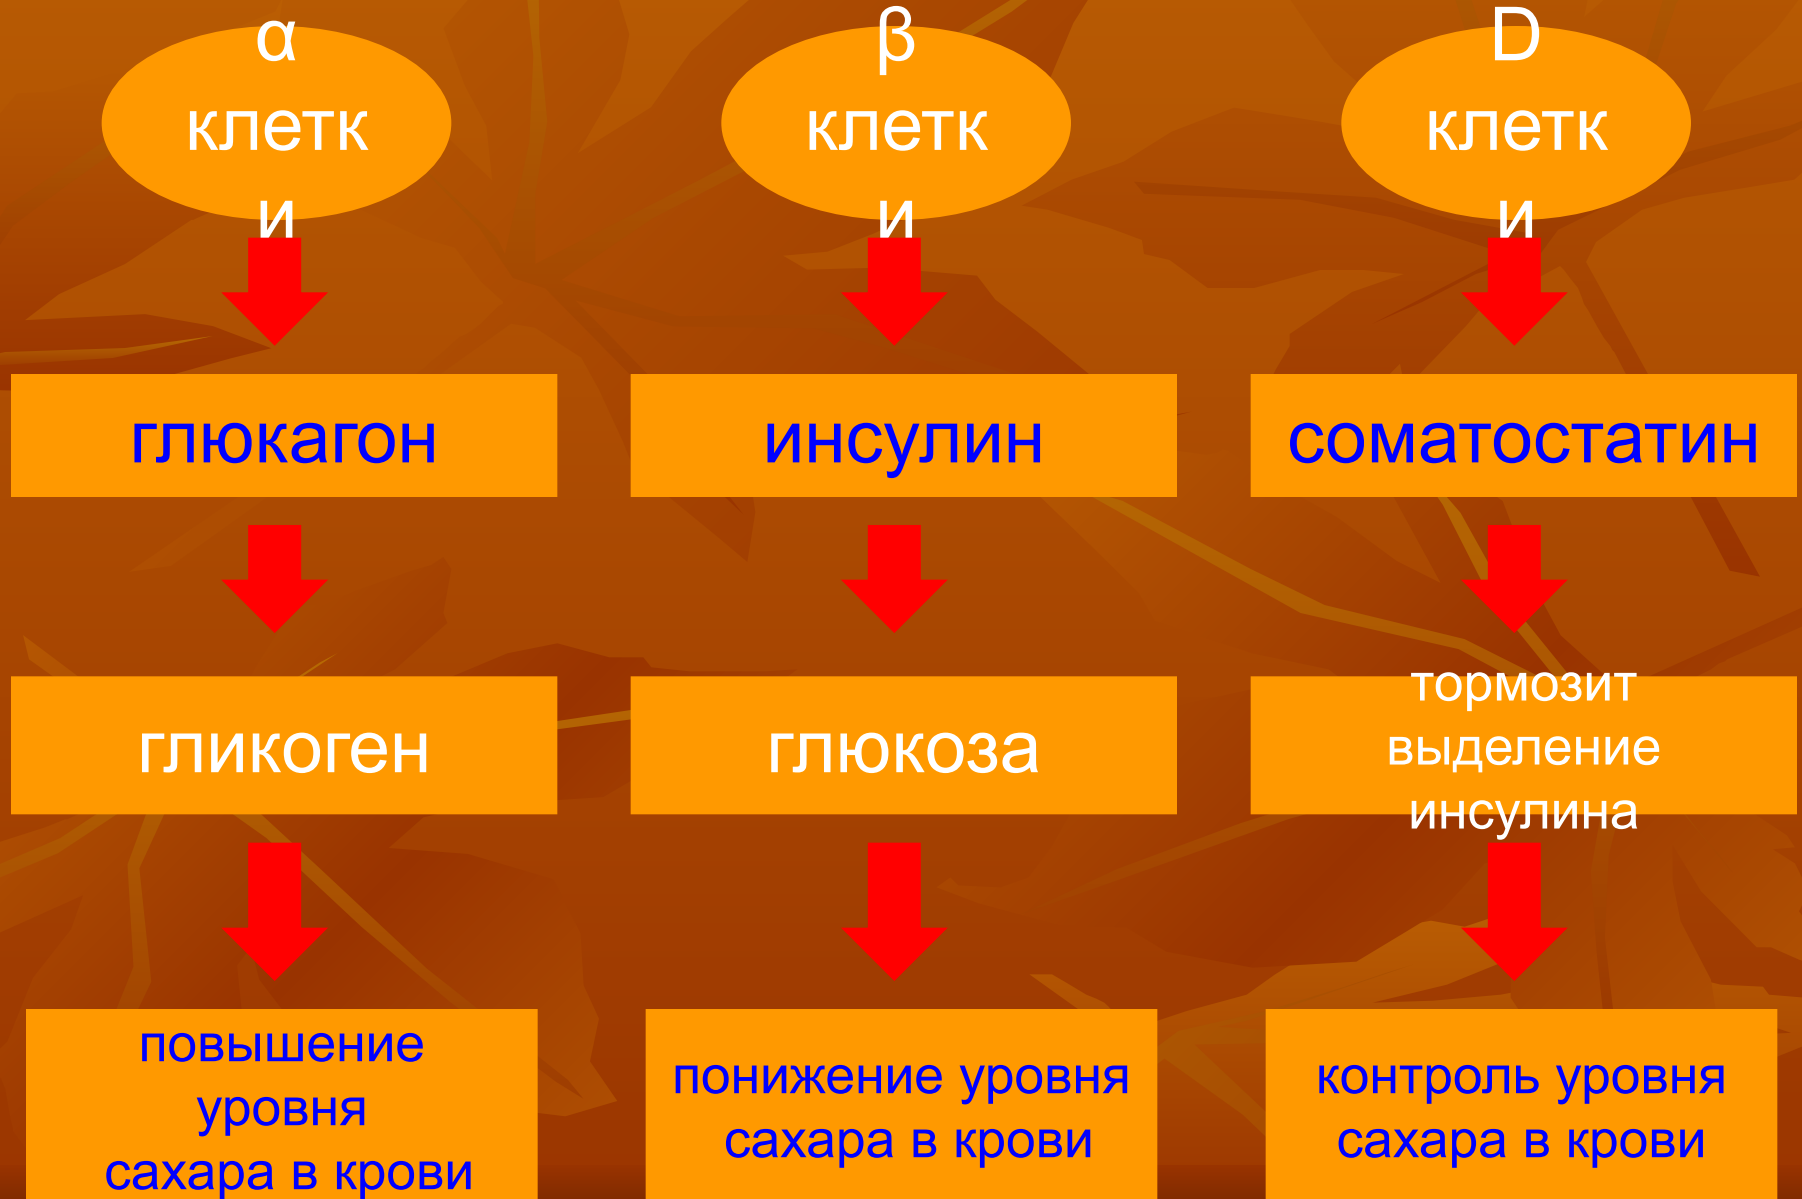 α
клетк
и
β
клетк
и
D
клетк
и
глюкагон
инсулин
соматостатин
гликоген
глюкоза
тормозит
выделение
инсулина
повышение
уровня
сахара в крови
понижение уровня
сахара в крови
контроль уровня
сахара в крови